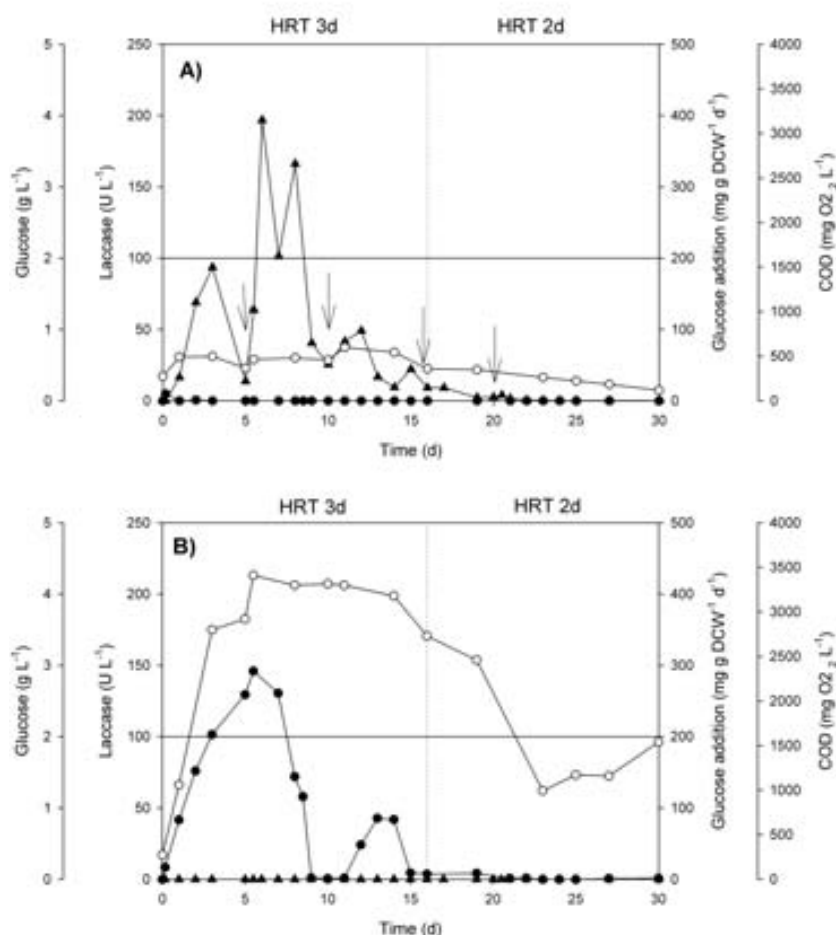 HRT 3d HRT 2d
A)
5 250 500 4000
4 200 400 3500
3 150 300 3000
2 100 200 2500
1 50 100 2000
0 0 0 1500
1000
500
0
Glucose (g L⁻¹)
Laccase (U L⁻¹)
Glucose addition (mg g DCW⁻¹ d⁻¹)
COD (mg O2 ₂ L⁻¹)
0 5 10 15 20 25 30
Time (d)
HRT 3d HRT 2d
B)
5 250 500 4000
4 200 400 3500
3 150 300 3000
2 100 200 2500
1 50 100 2000
0 0 0 1500
1000
500
0
Glucose (g L⁻¹)
Laccase (U L⁻¹)
Glucose addition (mg g DCW⁻¹ d⁻¹)
COD (mg O2 ₂ L⁻¹)
0 5 10 15 20 25 30
Time (d)